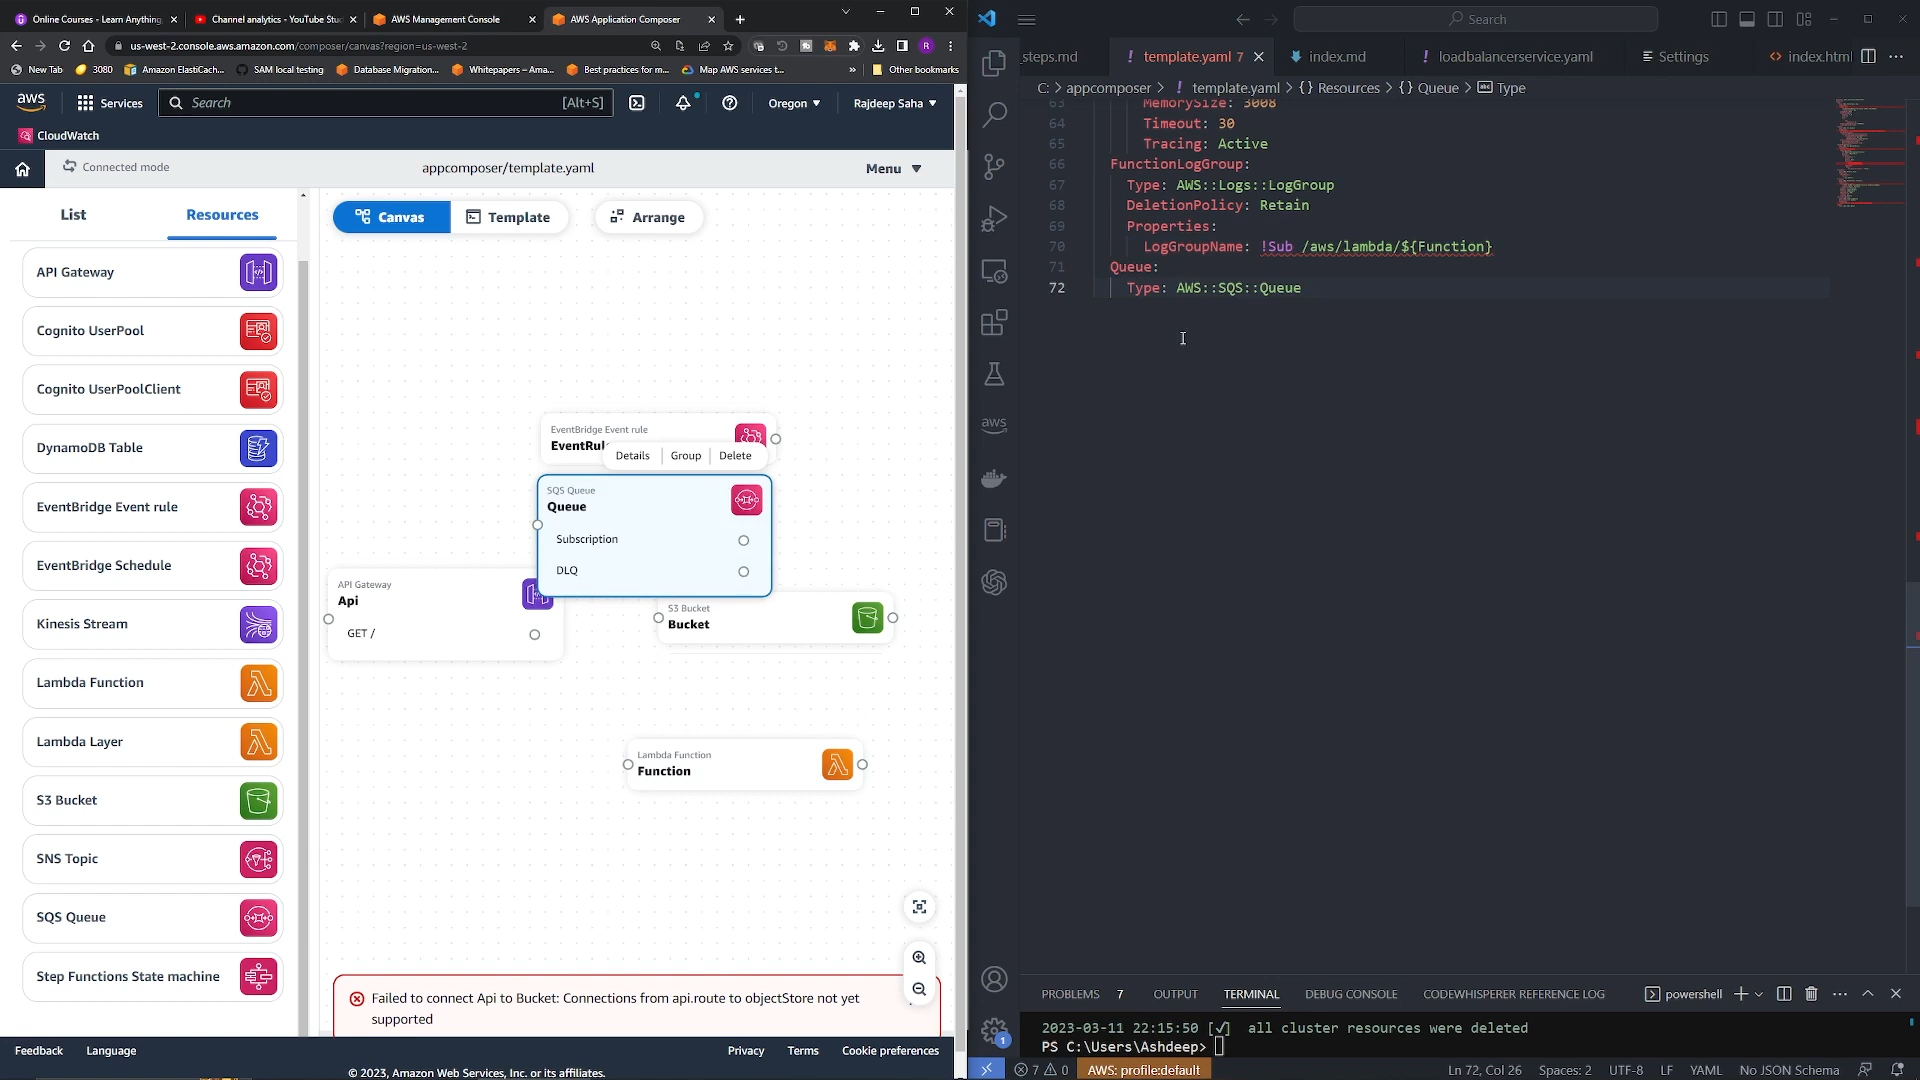 Online Courses - Learn Anything,
Channel analytics - YouTube Stu
AWS Management Console
AWS Application Composer
us-west-2.console.aws.amazon.com/composer/canvas?region=us-west-2
New Tab
3080
Amazon ElastiCach...
SAM local testing
Database Migration...
Whitepapers – Ama...
Best practices for m...
Map AWS services t...
»
Other bookmarks
aws
Services
Search
[Alt+S]
Oregon
Rajdeep Saha
CloudWatch
Connected mode
appcomposer/template.yaml
Menu
List
Resources
Canvas
Template
Arrange
API Gateway
Cognito UserPool
Cognito UserPoolClient
DynamoDB Table
EventBridge Event rule
EventBridge Schedule
Kinesis Stream
Lambda Function
Lambda Layer
S3 Bucket
SNS Topic
SQS Queue
Step Functions State machine
EventBridge Event rule
EventRul
Details
Group
Delete
SQS Queue
Queue
Subscription
DLQ
API Gateway
Api
GET /
S3 Bucket
Bucket
Lambda Function
Function
Failed to connect Api to Bucket: Connections from api.route to objectStore not yet
supported
Feedback
Language
Privacy
Terms
Cookie preferences
© 2023, Amazon Web Services, Inc. or its affiliates.
Search
steps.md
template.yaml 7
index.md
loadbalancerservice.yaml
Settings
index.html
C: > appcomposer > ! template.yaml > {} Resources > {} Queue > Type
63 MemorySize: 3008
64 Timeout: 30
65 Tracing: Active
66 FunctionLogGroup:
67 Type: AWS::Logs::LogGroup
68 DeletionPolicy: Retain
69 Properties:
70 LogGroupName: !Sub /aws/lambda/${Function}
71 Queue:
72 Type: AWS::SQS::Queue
aws
PROBLEMS 7
OUTPUT
TERMINAL
DEBUG CONSOLE
CODEWHISPERER REFERENCE LOG
powershell
2023-03-11 22:15:50 [√] all cluster resources were deleted
PS C:\Users\Ashdeep>
1
7
0
AWS: profile:default
Ln 72, Col 26
Spaces: 2
UTF-8
LF
YAML
No JSON Schema